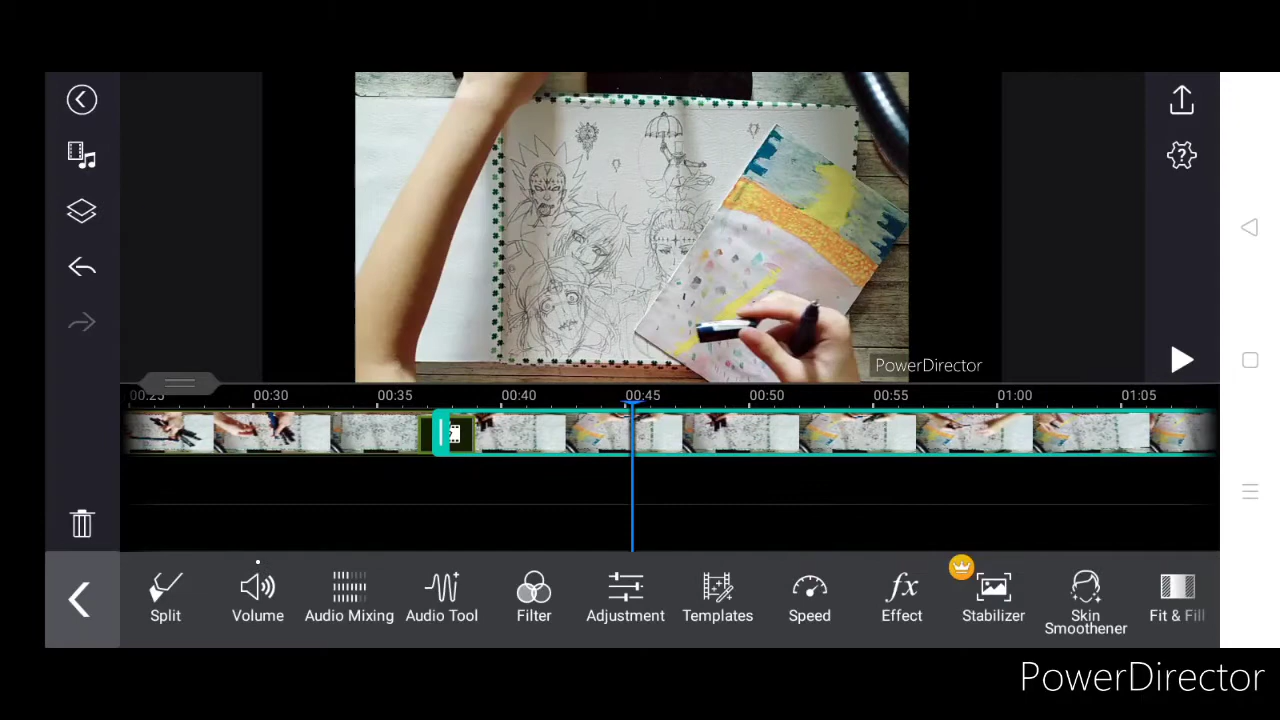 PowerDirector
00:25
00:30
00:35
00:40
00:45
00:50
00:55
01:00
01:05
Split
Volume
Audio Mixing
Audio Tool
Filter
Adjustment
Templates
Speed
fx
Effect
Stabilizer
Skin
Smoothener
Fit & Fill
PowerDirector